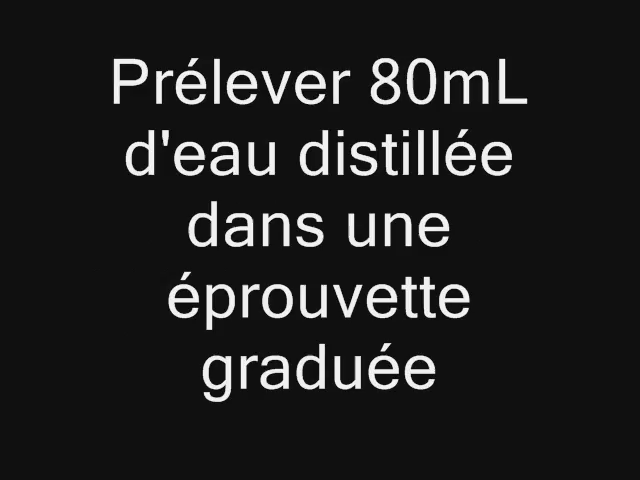 Prélever 80mL
d'eau distillée
dans une
éprouvette
graduée